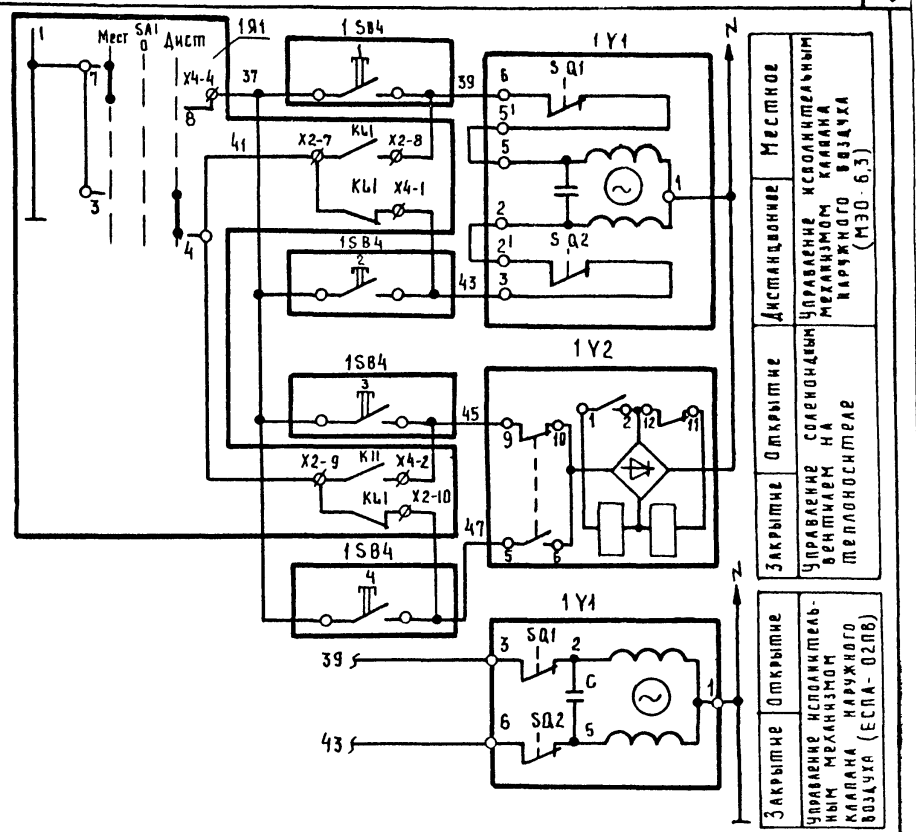 1
Мест
SA1
0
Дист
1Я1
7
Х4-4
8
3
4
37
41
1SB4
1
39
Х2-7
KL1
Х2-8
KL1
Х4-1
1SB4
2
43
1Y1
6
SQ1
5'
5
1
2
2'
SQ2
3
N
1SB4
3
45
Х2-9
К11
Х4-2
KL1
Х2-10
47
1SB4
4
1Y2
9
10
1
2
12
11
5
6
1Y1
39
3
SQ1
2
C
1
43
6
SQ2
5
N
Местное
Дистанционное
Управление исполнительным
механизмом клапана
наружного воздуха
(МЭО-6,3)
Открытие
Закрытие
Управление соленоидным
вентилем на
теплоносителе
Открытие
Закрытие
Управление исполнитель-
ным механизмом
клапана наружного
воздуха (ЕСПА-02ПВ)